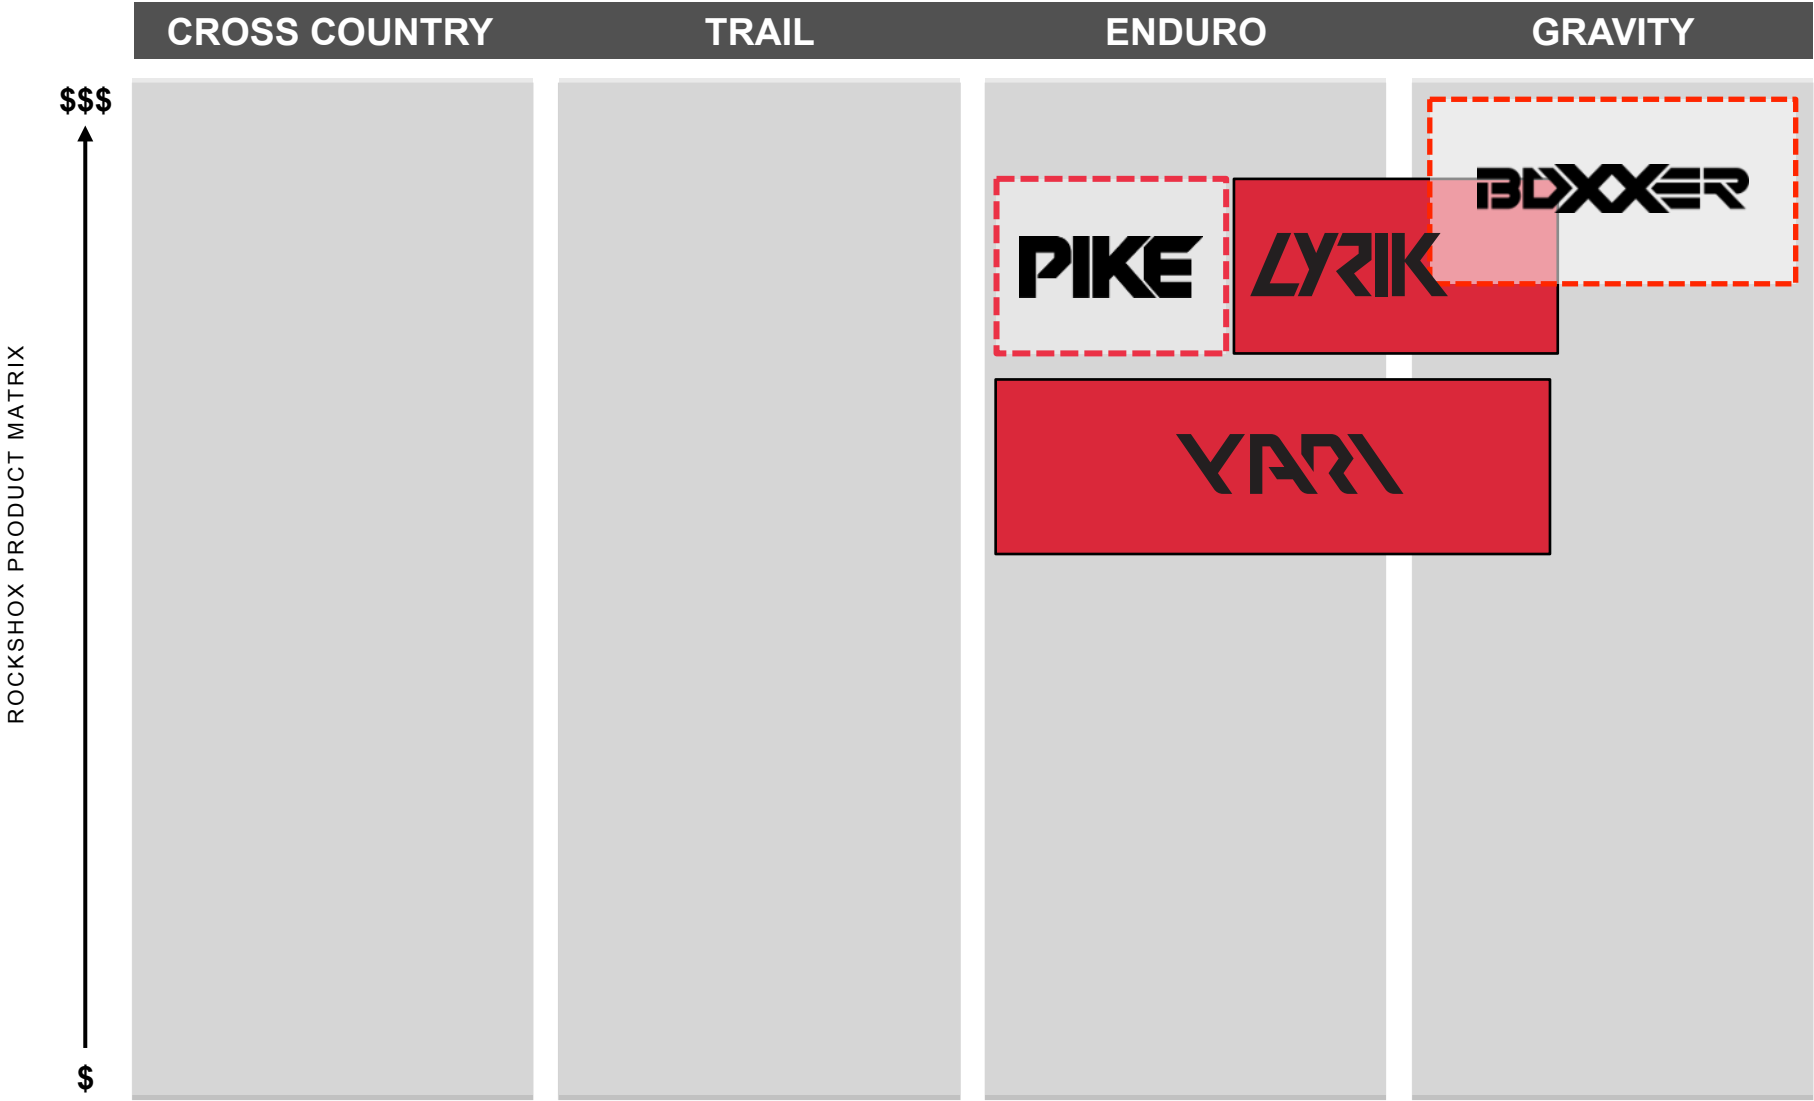 CROSS COUNTRY TRAIL ENDURO GRAVITY
$$$
BOXXER
PIKE LYRIK
YARI
ROCKSHOX PRODUCT MATRIX
$